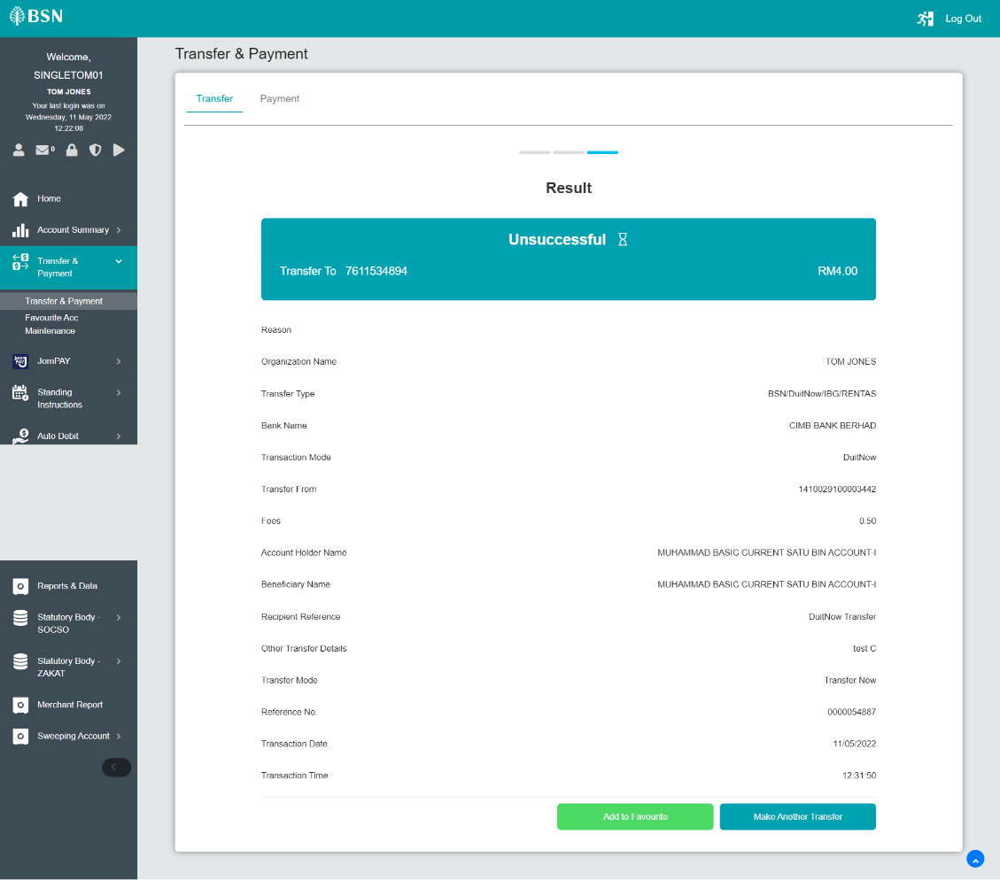 BSN
Log Out
Welcome,
SINGLETOM01
TOM JONES
Your last login was on
Wednesday, 11 May 2022
12:22:08
0
Home
Account Summary
Transfer &
Payment
Transfer & Payment
Favourite Acc
Maintenance
JomPAY
Standing
Instructions
Auto Debit
Reports & Data
Statutory Body -
SOCSO
Statutory Body -
ZAKAT
Merchant Report
Sweeping Account
Transfer & Payment
Transfer Payment
Result
Unsuccessful
Transfer To 7611534894 RM4.00
Reason
Organization Name TOM JONES
Transfer Type BSN/DuitNow/IBG/RENTAS
Bank Name CIMB BANK BERHAD
Transaction Mode DuitNow
Transfer From 1410029100003442
Fees 0.50
Account Holder Name MUHAMMAD BASIC CURRENT SATU BIN ACCOUNT-I
Beneficiary Name MUHAMMAD BASIC CURRENT SATU BIN ACCOUNT-I
Recipient Reference DuitNow Transfer
Other Transfer Details test C
Transfer Mode Transfer Now
Reference No. 0000054887
Transaction Date 11/05/2022
Transaction Time 12:31:50
Add to Favourite Make Another Transfer